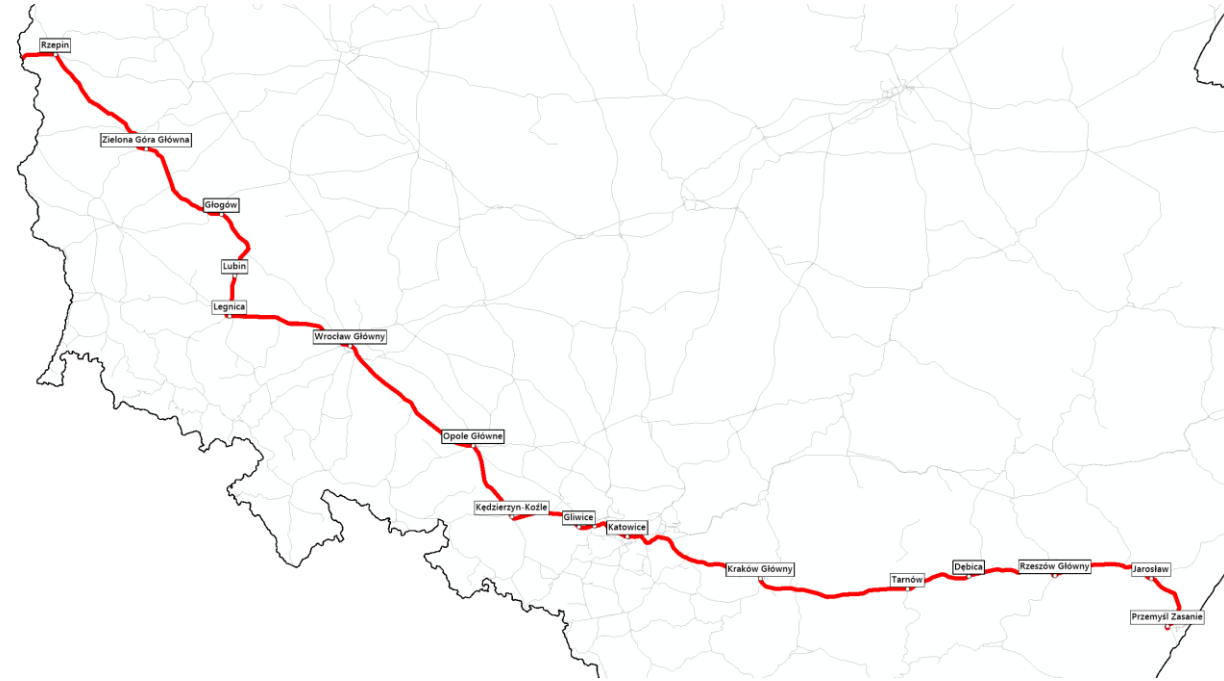 Rzepin
Zielona Góra Główna
Głogów
Lubin
Legnica
Wrocław Główny
Opole Główne
Kędzierzyn-Koźle
Gliwice
Katowice
Kraków Główny
Tarnów
Dębica
Rzeszów Główny
Jarosław
Przemyśl Zasanie